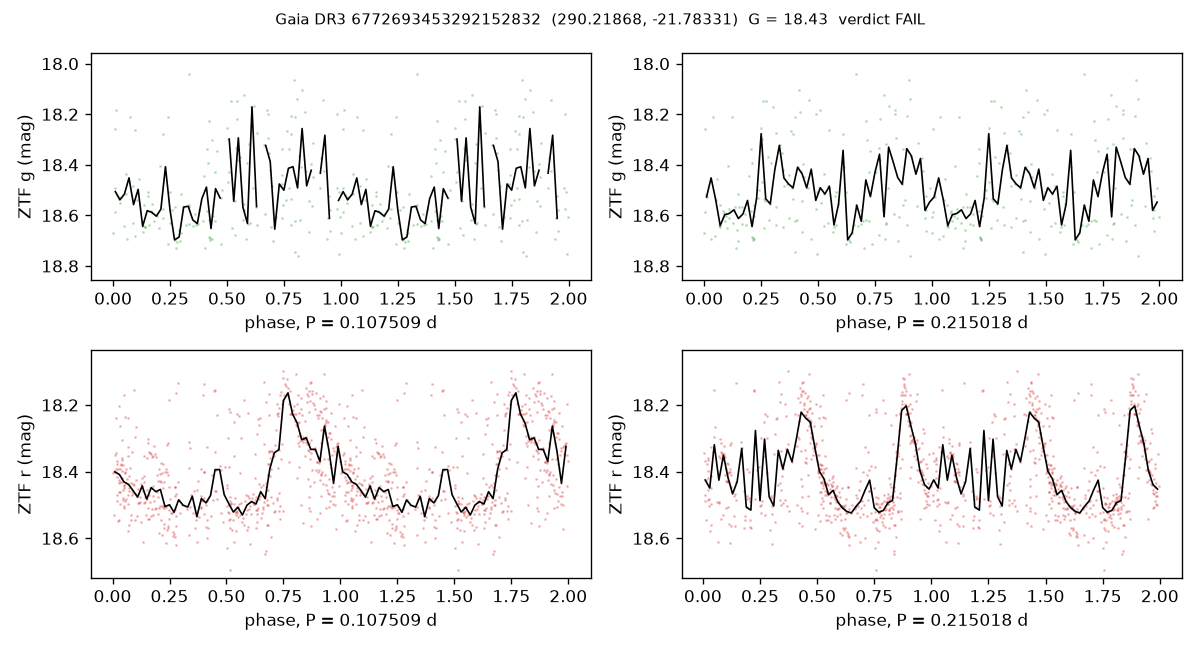 Gaia DR3 6772693453292152832  (290.21868, -21.78331)  G = 18.43  verdict FAIL
ZTF g (mag)
18.0
18.2
18.4
18.6
18.8
0.00 0.25 0.50 0.75 1.00 1.25 1.50 1.75 2.00
phase, P = 0.107509 d
ZTF g (mag)
18.0
18.2
18.4
18.6
18.8
0.00 0.25 0.50 0.75 1.00 1.25 1.50 1.75 2.00
phase, P = 0.215018 d
ZTF r (mag)
18.2
18.4
18.6
0.00 0.25 0.50 0.75 1.00 1.25 1.50 1.75 2.00
phase, P = 0.107509 d
ZTF r (mag)
18.2
18.4
18.6
0.00 0.25 0.50 0.75 1.00 1.25 1.50 1.75 2.00
phase, P = 0.215018 d